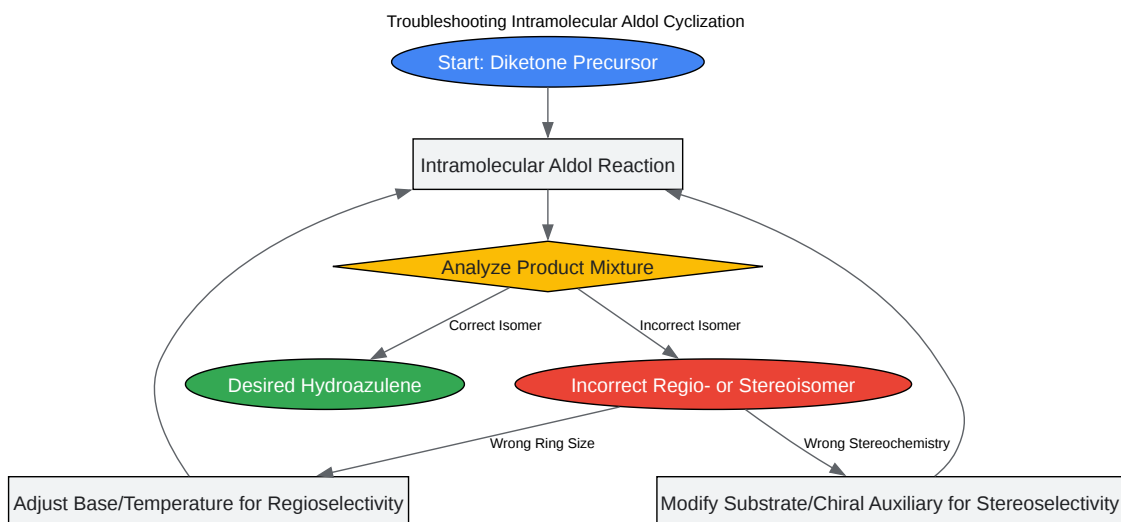 Troubleshooting Intramolecular Aldol Cyclization
Start: Diketone Precursor
Intramolecular Aldol Reaction
Analyze Product Mixture
Correct Isomer
Incorrect Isomer
Desired Hydroazulene
Incorrect Regio- or Stereoisomer
Wrong Ring Size
Wrong Stereochemistry
Adjust Base/Temperature for Regioselectivity
Modify Substrate/Chiral Auxiliary for Stereoselectivity